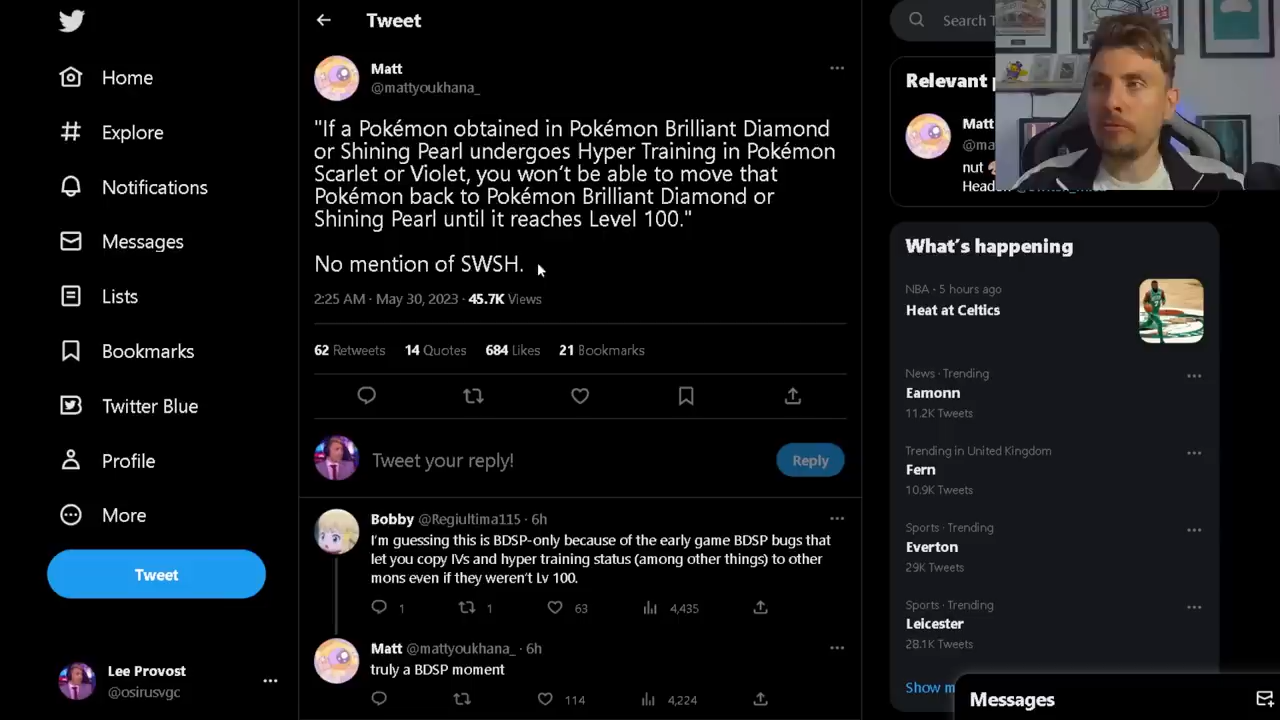 Tweet
Search
Home
Explore
Notifications
Messages
Lists
Bookmarks
Twitter Blue
Profile
More
Tweet
Lee Provost
@osirusvgc
Matt
@mattyoukhana_
"If a Pokémon obtained in Pokémon Brilliant Diamond
or Shining Pearl undergoes Hyper Training in Pokémon
Scarlet or Violet, you won't be able to move that
Pokémon back to Pokémon Brilliant Diamond or
Shining Pearl until it reaches Level 100."
No mention of SWSH.
2:25 AM · May 30, 2023 · 45.7K Views
62 Retweets 14 Quotes 684 Likes 21 Bookmarks
Tweet your reply!
Reply
Bobby @Regiultima115 · 6h
I'm guessing this is BDSP-only because of the early game BDSP bugs that
let you copy IVs and hyper training status (among other things) to other
mons even if they weren't Lv 100.
1 1 63 4,435
Matt @mattyoukhana_ · 6h
truly a BDSP moment
114 4,224
Relevant
Matt
@ma
nut
Head
What's happening
NBA · 5 hours ago
Heat at Celtics
News · Trending
Eamonn
11.2K Tweets
Trending in United Kingdom
Fern
10.9K Tweets
Sports · Trending
Everton
29K Tweets
Sports · Trending
Leicester
28.1K Tweets
Show m
Messages